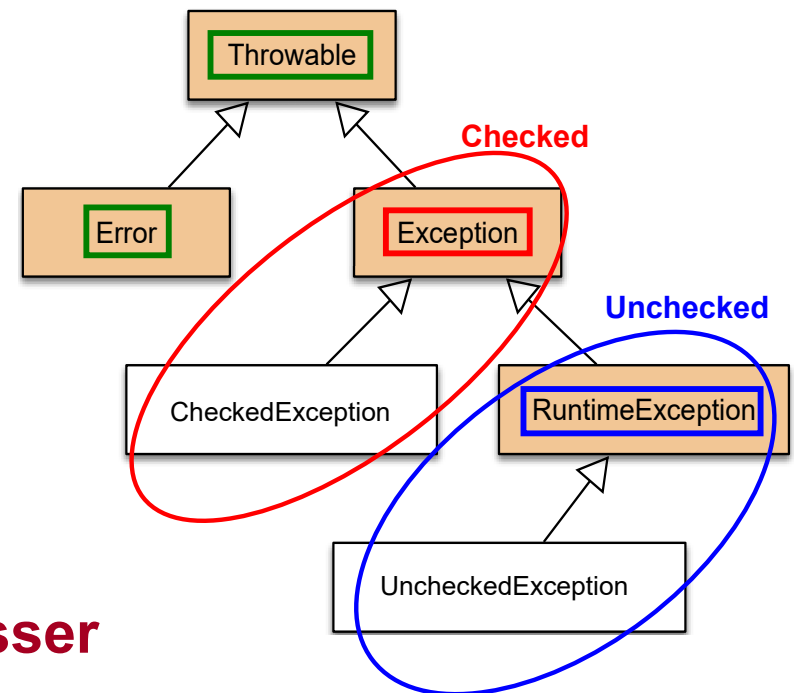 Throwable
Checked
Error
Exception
Unchecked
CheckedException
RuntimeException
UncheckedException
sser